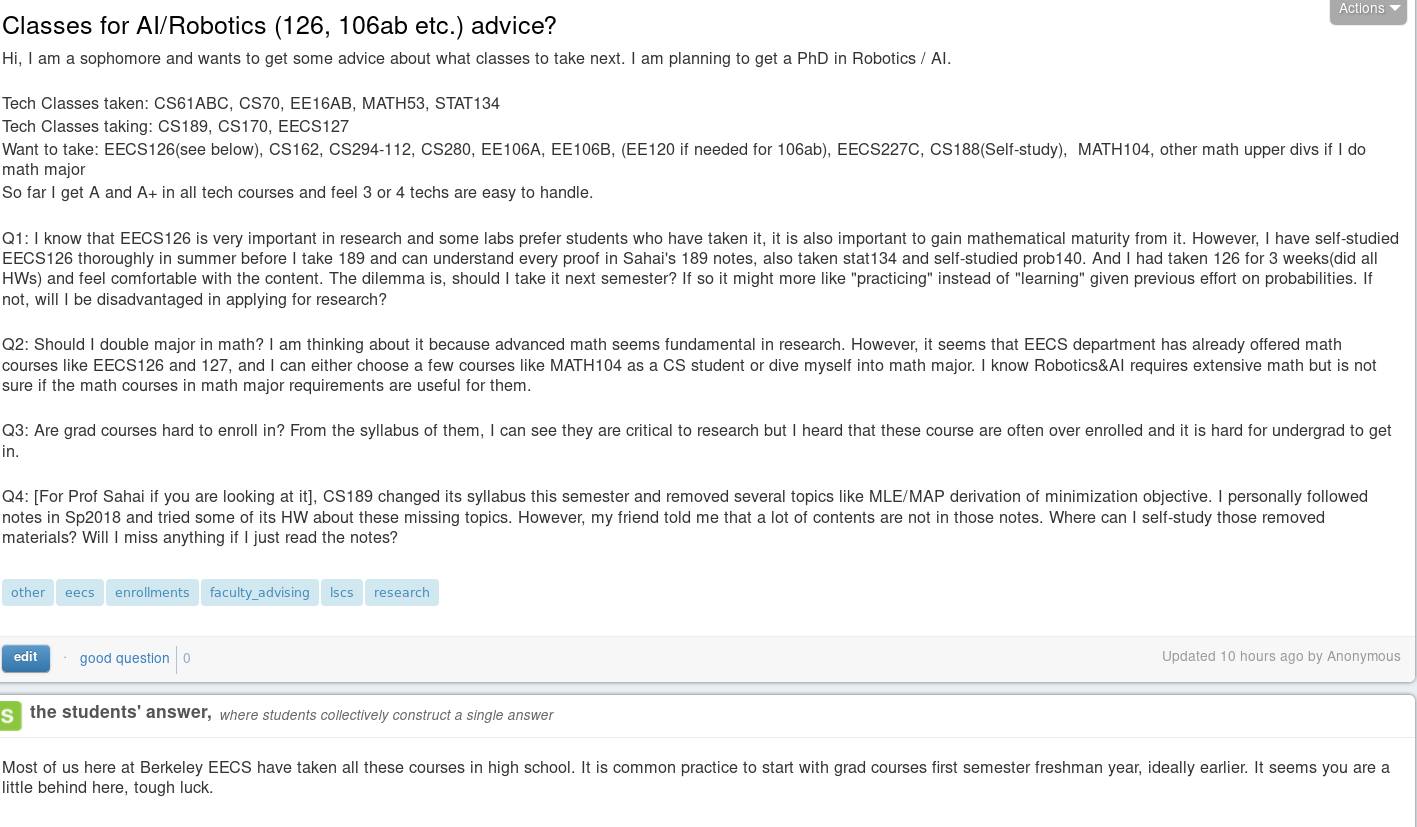 Actions
Classes for AI/Robotics (126, 106ab etc.) advice?
Hi, I am a sophomore and wants to get some advice about what classes to take next. I am planning to get a PhD in Robotics / AI.
Tech Classes taken: CS61ABC, CS70, EE16AB, MATH53, STAT134
Tech Classes taking: CS189, CS170, EECS127
Want to take: EECS126(see below), CS162, CS294-112, CS280, EE106A, EE106B, (EE120 if needed for 106ab), EECS227C, CS188(Self-study),  MATH104, other math upper divs if I do
math major
So far I get A and A+ in all tech courses and feel 3 or 4 techs are easy to handle.
Q1: I know that EECS126 is very important in research and some labs prefer students who have taken it, it is also important to gain mathematical maturity from it. However, I have self-studied
EECS126 thoroughly in summer before I take 189 and can understand every proof in Sahai's 189 notes, also taken stat134 and self-studied prob140. And I had taken 126 for 3 weeks(did all
HWs) and feel comfortable with the content. The dilemma is, should I take it next semester? If so it might more like "practicing" instead of "learning" given previous effort on probabilities. If
not, will I be disadvantaged in applying for research?
Q2: Should I double major in math? I am thinking about it because advanced math seems fundamental in research. However, it seems that EECS department has already offered math
courses like EECS126 and 127, and I can either choose a few courses like MATH104 as a CS student or dive myself into math major. I know Robotics&AI requires extensive math but is not
sure if the math courses in math major requirements are useful for them.
Q3: Are grad courses hard to enroll in? From the syllabus of them, I can see they are critical to research but I heard that these course are often over enrolled and it is hard for undergrad to get
in.
Q4: [For Prof Sahai if you are looking at it], CS189 changed its syllabus this semester and removed several topics like MLE/MAP derivation of minimization objective. I personally followed
notes in Sp2018 and tried some of its HW about these missing topics. However, my friend told me that a lot of contents are not in those notes. Where can I self-study those removed
materials? Will I miss anything if I just read the notes?
other eecs enrollments faculty_advising lscs research
edit · good question 0 Updated 10 hours ago by Anonymous
S the students' answer, where students collectively construct a single answer
Most of us here at Berkeley EECS have taken all these courses in high school. It is common practice to start with grad courses first semester freshman year, ideally earlier. It seems you are a
little behind here, tough luck.